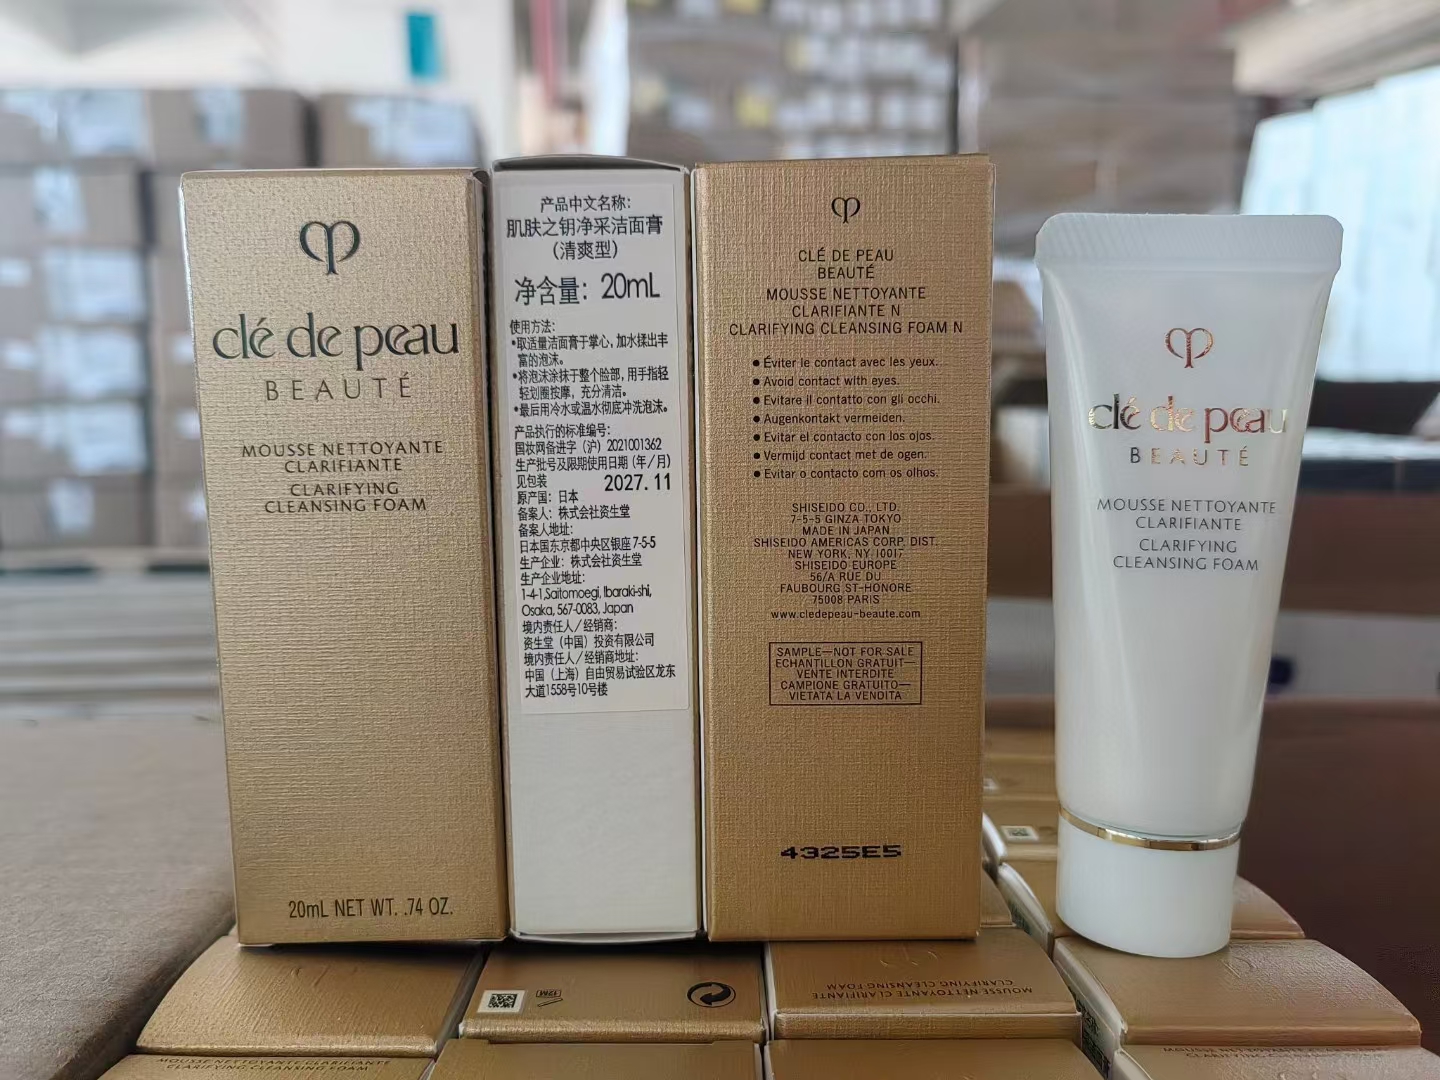 clé de peau
BEAUTÉ
MOUSSE NETTOYANTE
CLARIFIANTE
CLARIFYING
CLEANSING FOAM
20mL NET WT. .74 OZ.
产品中文名称:
肌肤之钥净采洁面膏
（清爽型）
净含量: 20mL
使用方法:
•取适量洁面膏于掌心, 加水揉出丰
富的泡沫。
•将泡沫涂抹于整个脸部, 用手指轻
轻划圈按摩, 充分清洁。
•最后用冷水或温水彻底冲洗泡沫。
产品执行的标准编号:
国妆网备进字（沪）2021001362
生产批号及限期使用日期（年/月）
见包装 2027.11
原产国: 日本
备案人: 株式会社资生堂
备案人地址:
日本国东京都中央区银座 7-5-5
生产企业: 株式会社资生堂
生产企业地址:
1-4-1,Saitomoegi, Ibaraki-shi,
Osaka, 567-0083, Japan
境内责任人/经销商:
资生堂（中国）投资有限公司
境内责任人/经销商地址:
中国（上海）自由贸易试验区龙东
大道1558号10号楼
CLÉ DE PEAU
BEAUTÉ
MOUSSE NETTOYANTE
CLARIFIANTE N
CLARIFYING CLEANSING FOAM N
● Éviter le contact avec les yeux.
● Avoid contact with eyes.
● Evitare il contatto con gli occhi.
● Augenkontakt vermeiden.
● Evitar el contacto con los ojos.
● Vermijd contact met de ogen.
● Evitar o contacto com os olhos.
SHISEIDO CO., LTD.
7-5-5 GINZA TOKYO
MADE IN JAPAN
SHISEIDO AMERICAS CORP. DIST.
NEW YORK, NY 10017
SHISEIDO EUROPE
56/A RUE DU
FAUBOURG ST-HONORE
75008 PARIS
www.cledepeau-beaute.com
SAMPLE—NOT FOR SALE
ECHANTILLON GRATUIT—
VENTE INTERDITE
CAMPIONE GRATUITO—
VIETATA LA VENDITA
4325E5
clé de peau
BEAUTÉ
MOUSSE NETTOYANTE
CLARIFIANTE
CLARIFYING
CLEANSING FOAM
12M
MOUSSE NETTOYANTE CLARIFIANTE
CLARIFYING CLEANSING FOAM
MOUSSE NETTOYANTE CLARIFIANTE
CLARIFYING CLEANSING FOAM